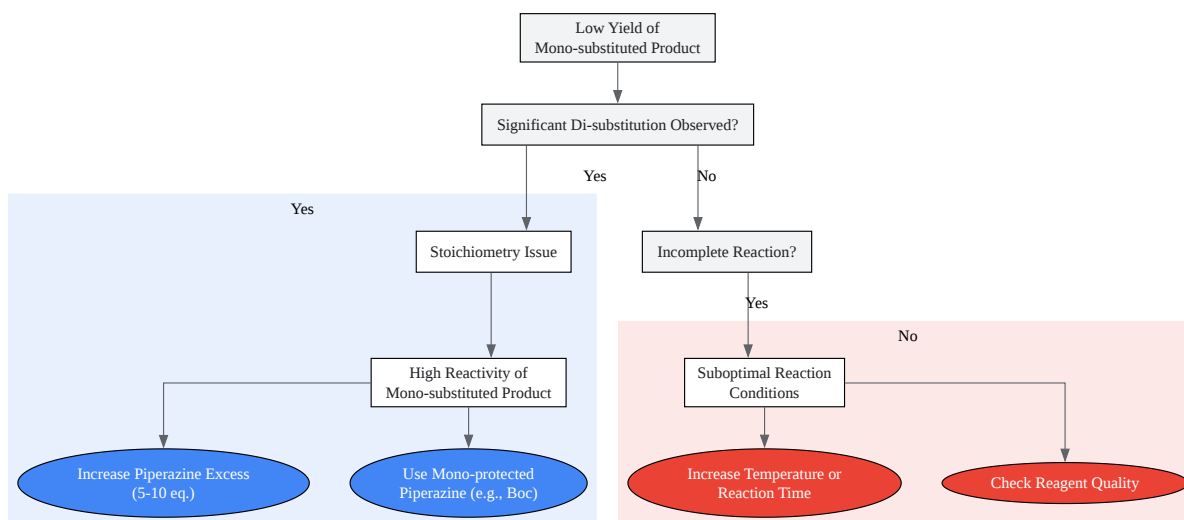 Low Yield of
Mono-substituted Product
Significant Di-substitution Observed?
Yes
No
Yes
Stoichiometry Issue
Incomplete Reaction?
Yes
No
High Reactivity of
Mono-substituted Product
Suboptimal Reaction
Conditions
Increase Piperazine Excess
(5-10 eq.)
Use Mono-protected
Piperazine (e.g., Boc)
Increase Temperature or
Reaction Time
Check Reagent Quality